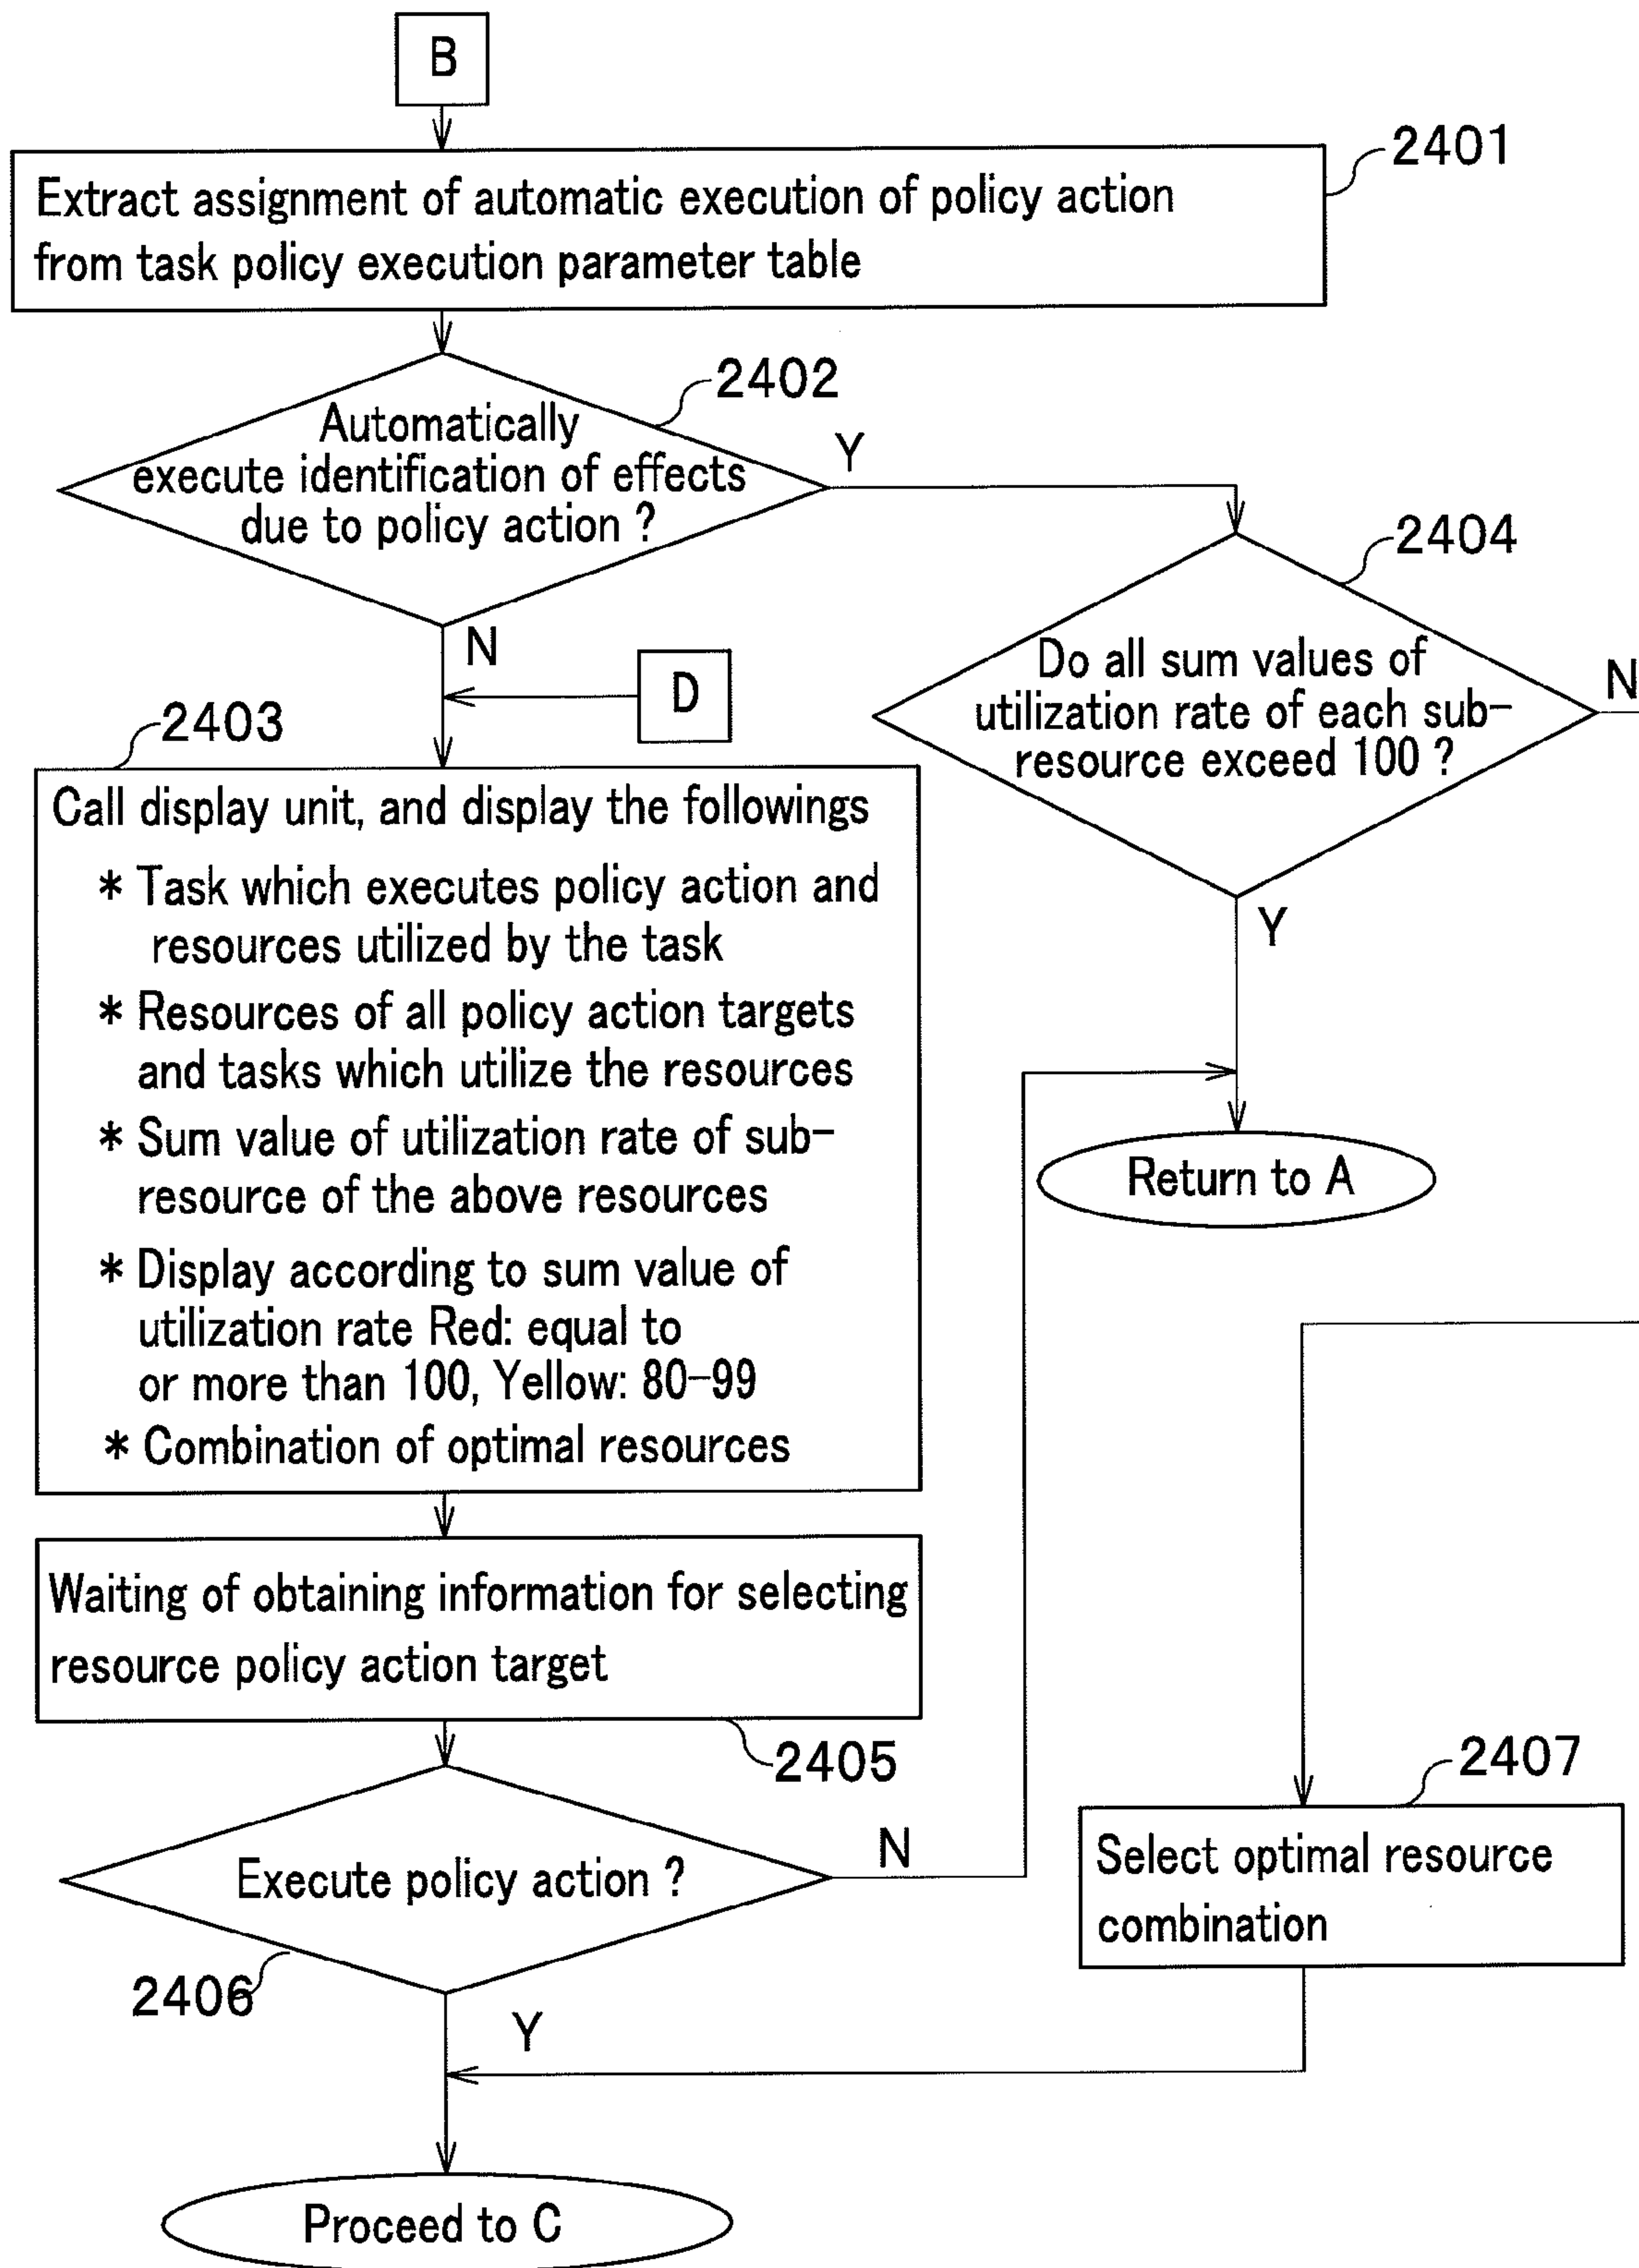 B
2401
Extract assignment of automatic execution of policy action
from task policy execution parameter table
2402
Automatically
execute identification of effects
due to policy action ?
Y
N
D
2404
Do all sum values of
utilization rate of each sub-
resource exceed 100 ?
N
Y
Return to A
2403
Call display unit, and display the followings
* Task which executes policy action and
resources utilized by the task
* Resources of all policy action targets
and tasks which utilize the resources
* Sum value of utilization rate of sub-
resource of the above resources
* Display according to sum value of
utilization rate Red: equal to
or more than 100, Yellow: 80-99
* Combination of optimal resources
Waiting of obtaining information for selecting
resource policy action target
2405
Execute policy action ?
N
2406
Y
2407
Select optimal resource
combination
Proceed to C